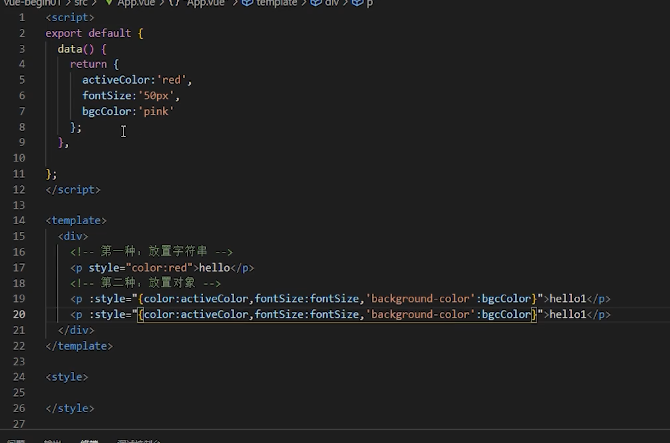 vue-begin01 > src > App.vue > {} App.vue > template > div > p
1 <script>
2 export default {
3 data() {
4 return {
5 activeColor:'red',
6 fontSize:'50px',
7 bgcColor:'pink'
8 };
9 },
10
11 };
12 </script>
13
14 <template>
15 <div>
16 <!-- 第一种：放置字符串 -->
17 <p style="color:red">hello</p>
18 <!-- 第二种：放置对象 -->
19 <p :style="{color:activeColor,fontSize:fontSize,'background-color':bgcColor}">hello1</p>
20 <p :style="{color:activeColor,fontSize:fontSize,'background-color':bgcColor}">hello1</p>
21 </div>
22 </template>
23
24 <style>
25
26 </style>
27